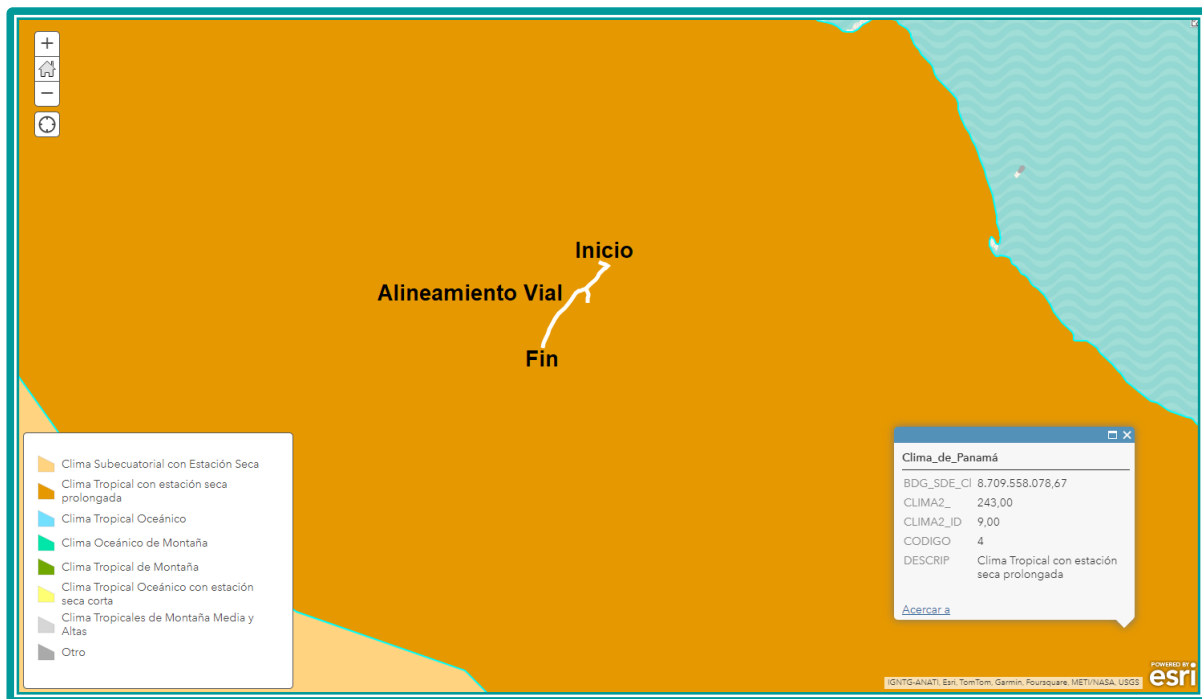 +
−
Inicio
Alineamiento Vial
Fin
Clima Subecuatorial con Estación Seca
Clima Tropical con estación seca
prolongada
Clima Tropical Oceánico
Clima Oceánico de Montaña
Clima Tropical de Montaña
Clima Tropical Oceánico con estación
seca corta
Clima Tropicales de Montaña Media y
Altas
Otro
Clima_de_Panamá
BDG_SDE_Cl 8.709.558.078,67
CLIMA2_ 243,00
CLIMA2_ID 9,00
CODIGO 4
DESCRIP Clima Tropical con estación
seca prolongada
Acercar a
POWERED BY
esri
IGNTG-ANATI, Esri, TomTom, Garmin, Foursquare, METI/NASA, USGS